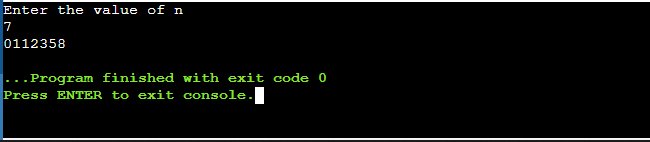 Enter the value of n
7
0112358
...Program finished with exit code 0
Press ENTER to exit console.